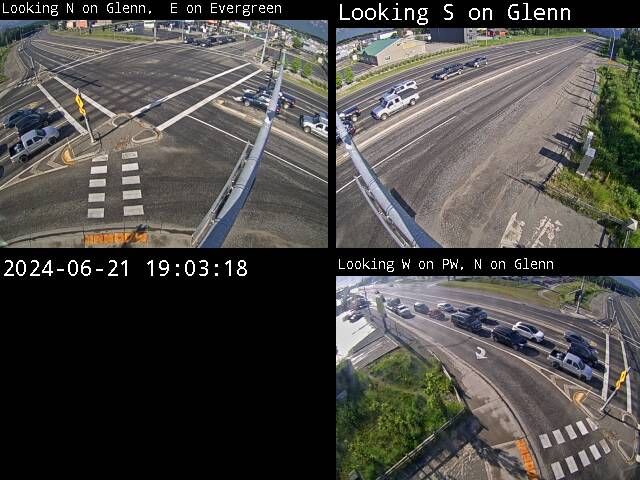 Looking N on Glenn,  E on Evergreen
Looking S on Glenn
2024-06-21 19:03:18
Looking W on PW, N on Glenn